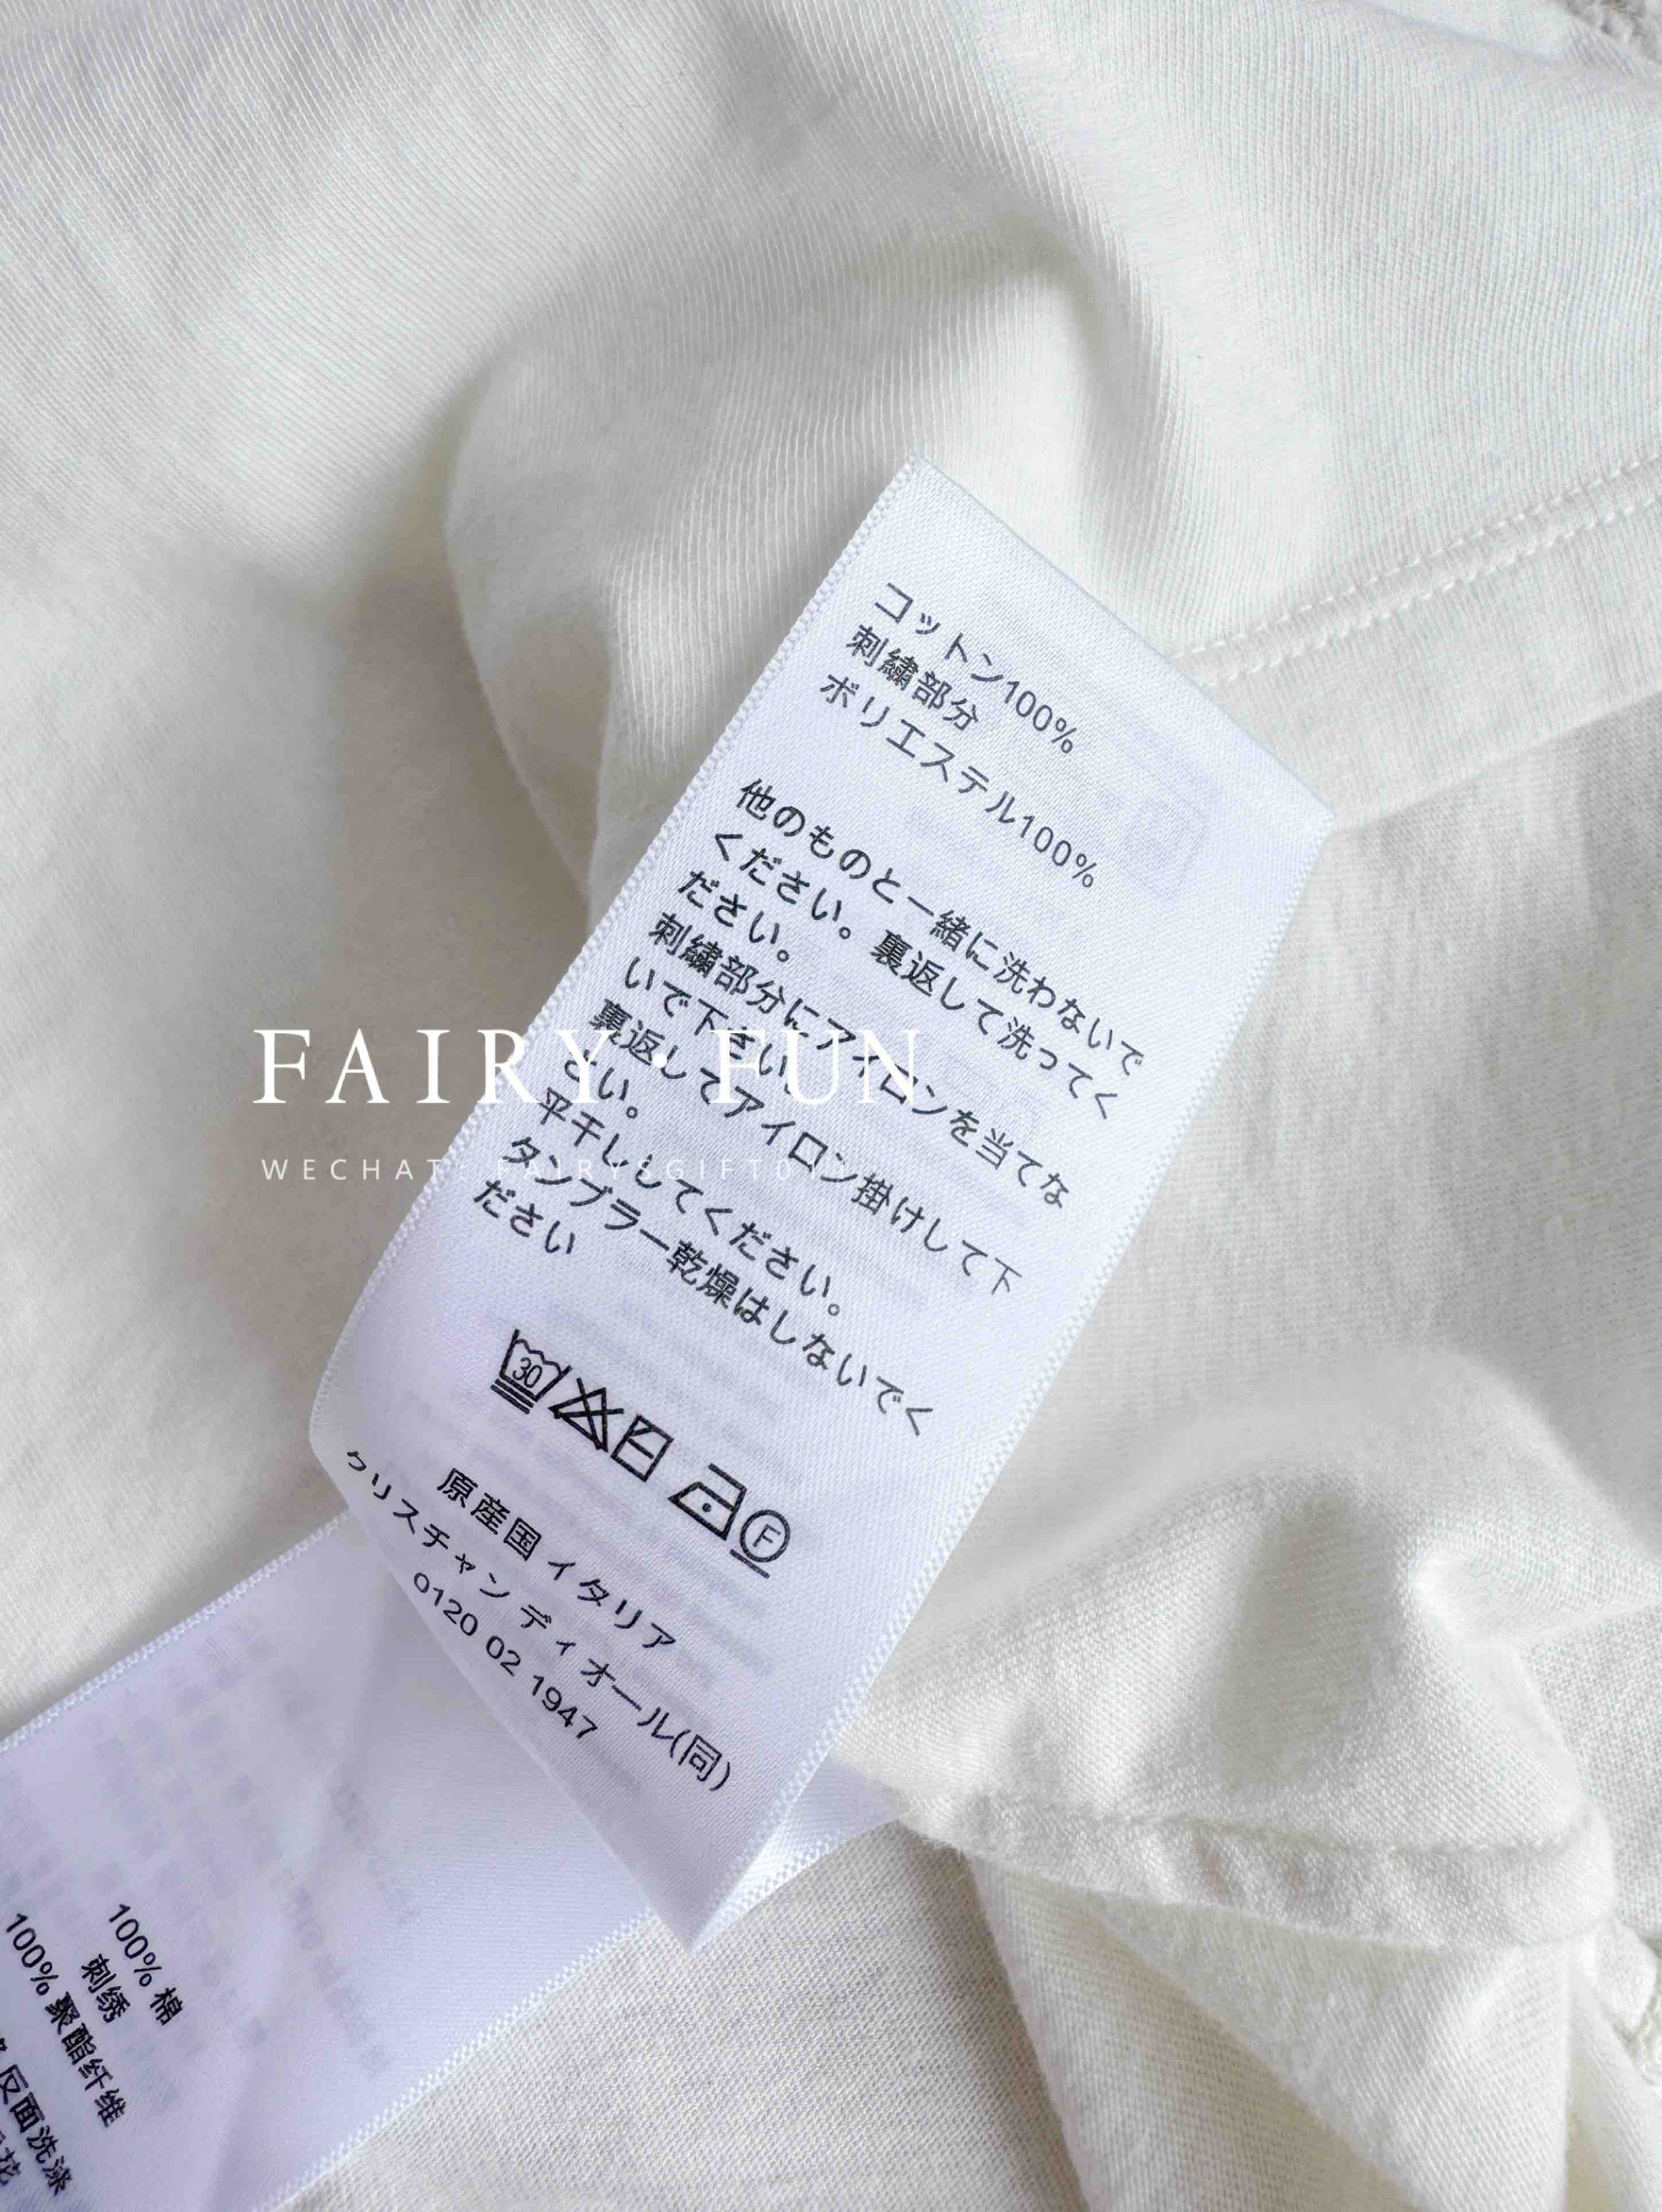 コットン100%
刺繍部分
ポリエステル100%
他のものと一緒に洗わないで
ください。裏返して洗ってく
ださい。
刺繍部分にアイロンを当てな
いで下さい。
裏返してアイロン掛けして下
さい。
平干ししてください。
タンブラー乾燥はしないでく
ださい
30
F
原産国 イタリア
クリスチャン ディオール(同)
0120 02 1947
FAIRY·FUN
WECHAT: FAIRYSGIFT0
100% 棉
刺绣
100% 聚酯纤维
反面洗涤